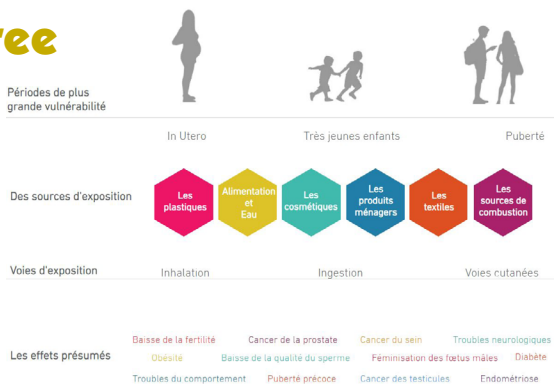 ee
Périodes de plus
grande vulnérabilité
In Utero Très jeunes enfants Puberté
Des sources d'exposition
Les
plastiques
Alimentation
et
Eau
Les
cosmétiques
Les
produits
ménagers
Les
textiles
Les
sources de
combustion
Voies d'exposition Inhalation Ingestion Voies cutanées
Baisse de la fertilité Cancer de la prostate Cancer du sein Troubles neurologiques
Les effets présumés Obésité Baisse de la qualité du sperme Féminisation des fœtus mâles Diabète
Troubles du comportement Puberté précoce Cancer des testicules Endométriose